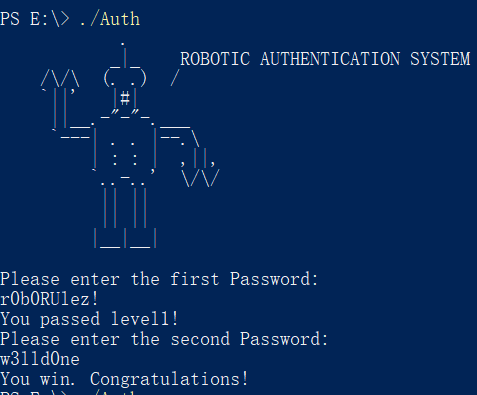 PS E:\> ./Auth
ROBOTIC AUTHENTICATION SYSTEM
Please enter the first Password:
r0b0RUlez!
You passed level1!
Please enter the second Password:
w3lld0ne
You win. Congratulations!